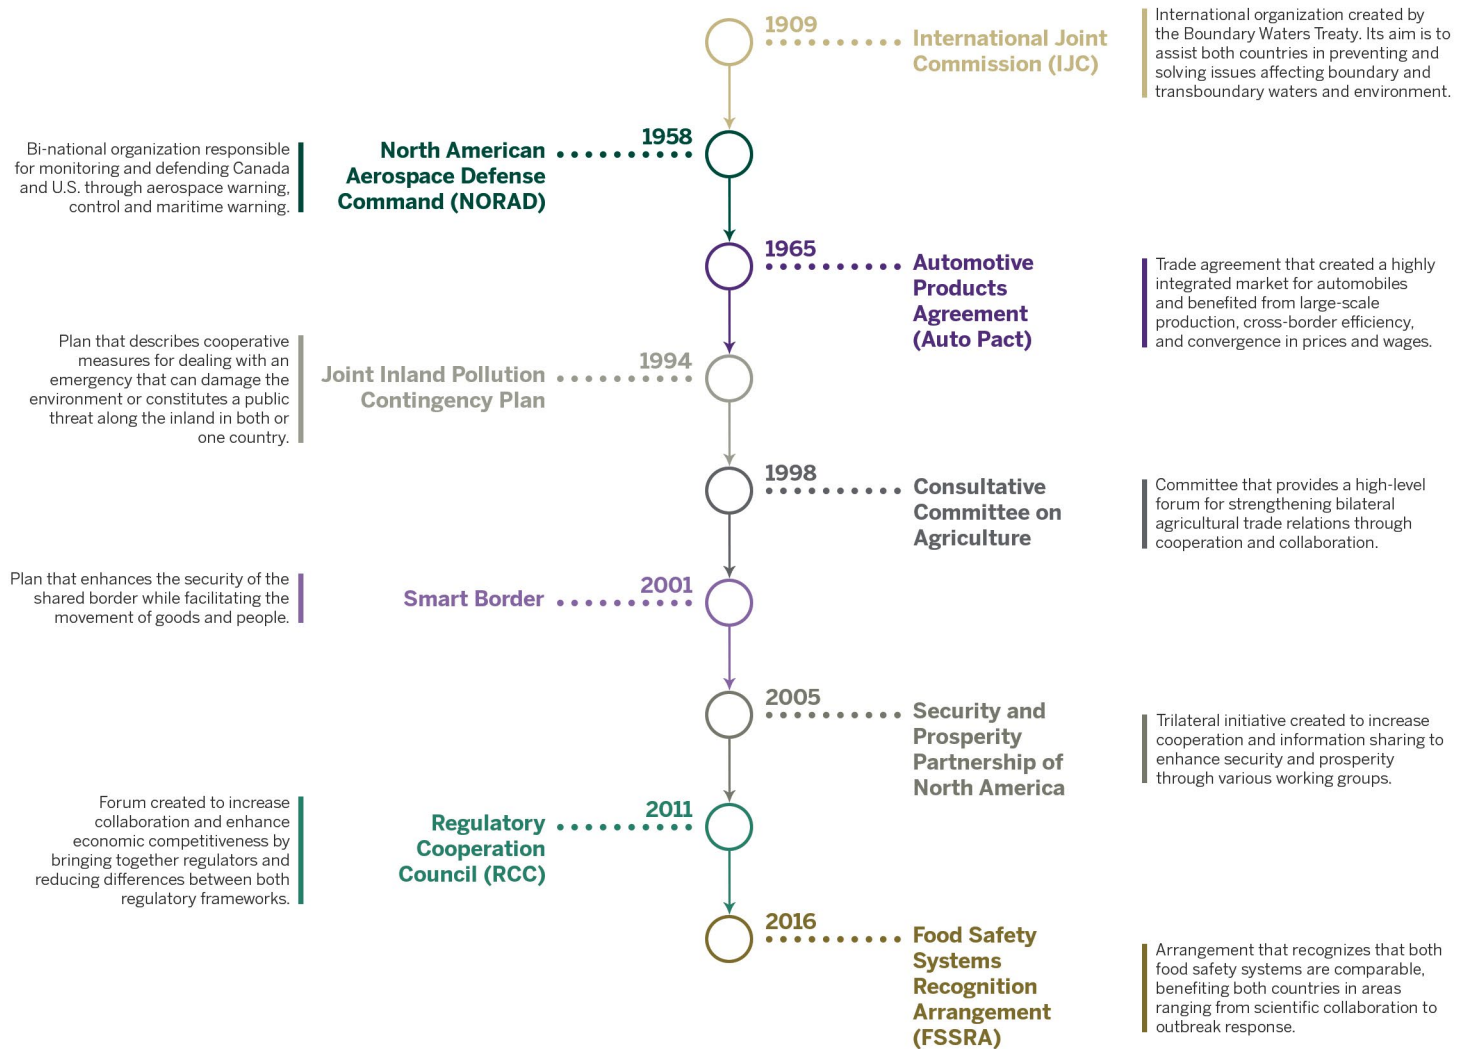 1909
International Joint
Commission (IJC)
International organization created by
the Boundary Waters Treaty. Its aim is to
assist both countries in preventing and
solving issues affecting boundary and
transboundary waters and environment.
1958
North American
Aerospace Defense
Command (NORAD)
Bi-national organization responsible
for monitoring and defending Canada
and U.S. through aerospace warning,
control and maritime warning.
1965
Automotive
Products
Agreement
(Auto Pact)
Trade agreement that created a highly
integrated market for automobiles
and benefited from large-scale
production, cross-border efficiency,
and convergence in prices and wages.
1994
Joint Inland Pollution
Contingency Plan
Plan that describes cooperative
measures for dealing with an
emergency that can damage the
environment or constitutes a public
threat along the inland in both or
one country.
1998
Consultative
Committee on
Agriculture
Committee that provides a high-level
forum for strengthening bilateral
agricultural trade relations through
cooperation and collaboration.
2001
Smart Border
Plan that enhances the security of the
shared border while facilitating the
movement of goods and people.
2005
Security and
Prosperity
Partnership of
North America
Trilateral initiative created to increase
cooperation and information sharing to
enhance security and prosperity
through various working groups.
2011
Regulatory
Cooperation
Council (RCC)
Forum created to increase
collaboration and enhance
economic competitiveness by
bringing together regulators and
reducing differences between both
regulatory frameworks.
2016
Food Safety
Systems
Recognition
Arrangement
(FSSRA)
Arrangement that recognizes that both
food safety systems are comparable,
benefiting both countries in areas
ranging from scientific collaboration to
outbreak response.